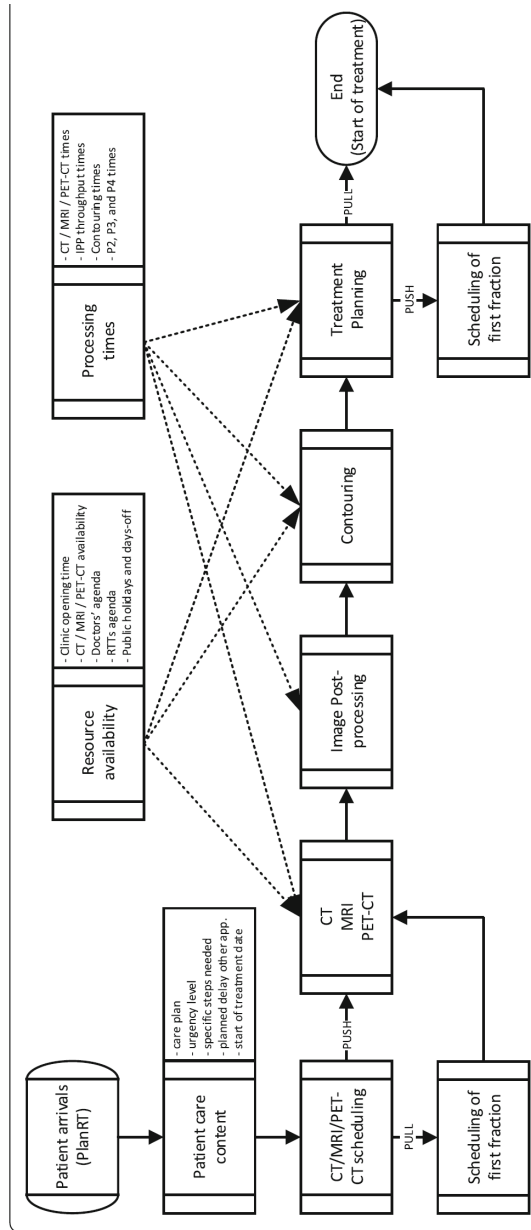 Patient arrivals
(PlanRT)
Patient care
content
- care plan
- urgency level
- specific steps needed
- planned delay other app.
- start of treatment date
Resource
availability
- Clinic opening time
- CT / MRI / PET-CT availability
- Doctors' agenda
- RTTs agenda
- Public holidays and days-off
Processing
times
- CT / MRI / PET-CT times
- IPP throughput times
- Contouring times
- P2, P3, and P4 times
CT/MRI/PET-
CT scheduling
PUSH
CT
MRI
PET-CT
Image Post-
processing
Contouring
Treatment
Planning
PULL
End
(Start of treatment)
PULL
Scheduling of
first fraction
PUSH
Scheduling of
first fraction